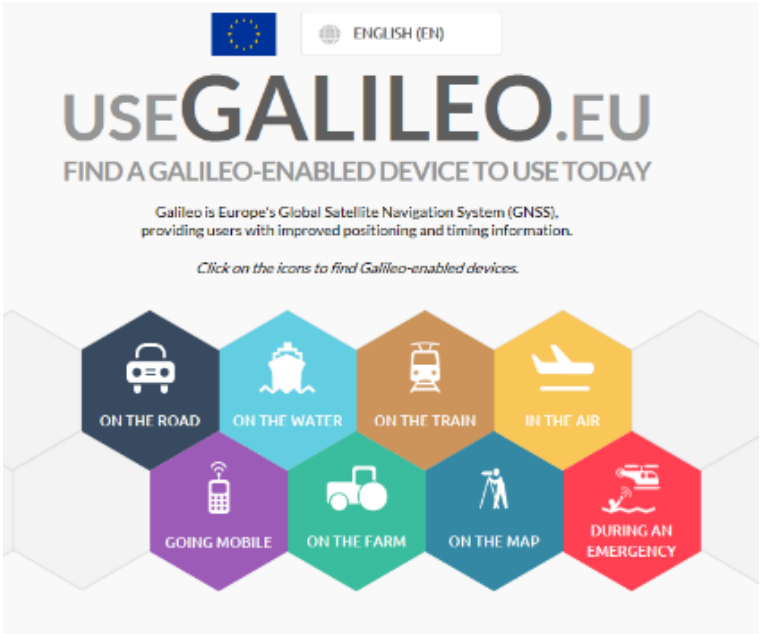 ENGLISH (EN)
USEGALILEO.EU
FIND A GALILEO-ENABLED DEVICE TO USE TODAY
Galileo is Europe's Global Satellite Navigation System (GNSS),
providing users with improved positioning and timing information.
Click on the icons to find Galileo-enabled devices.
ON THE ROAD
ON THE WATER
ON THE TRAIN
IN THE AIR
GOING MOBILE
ON THE FARM
ON THE MAP
DURING AN
EMERGENCY